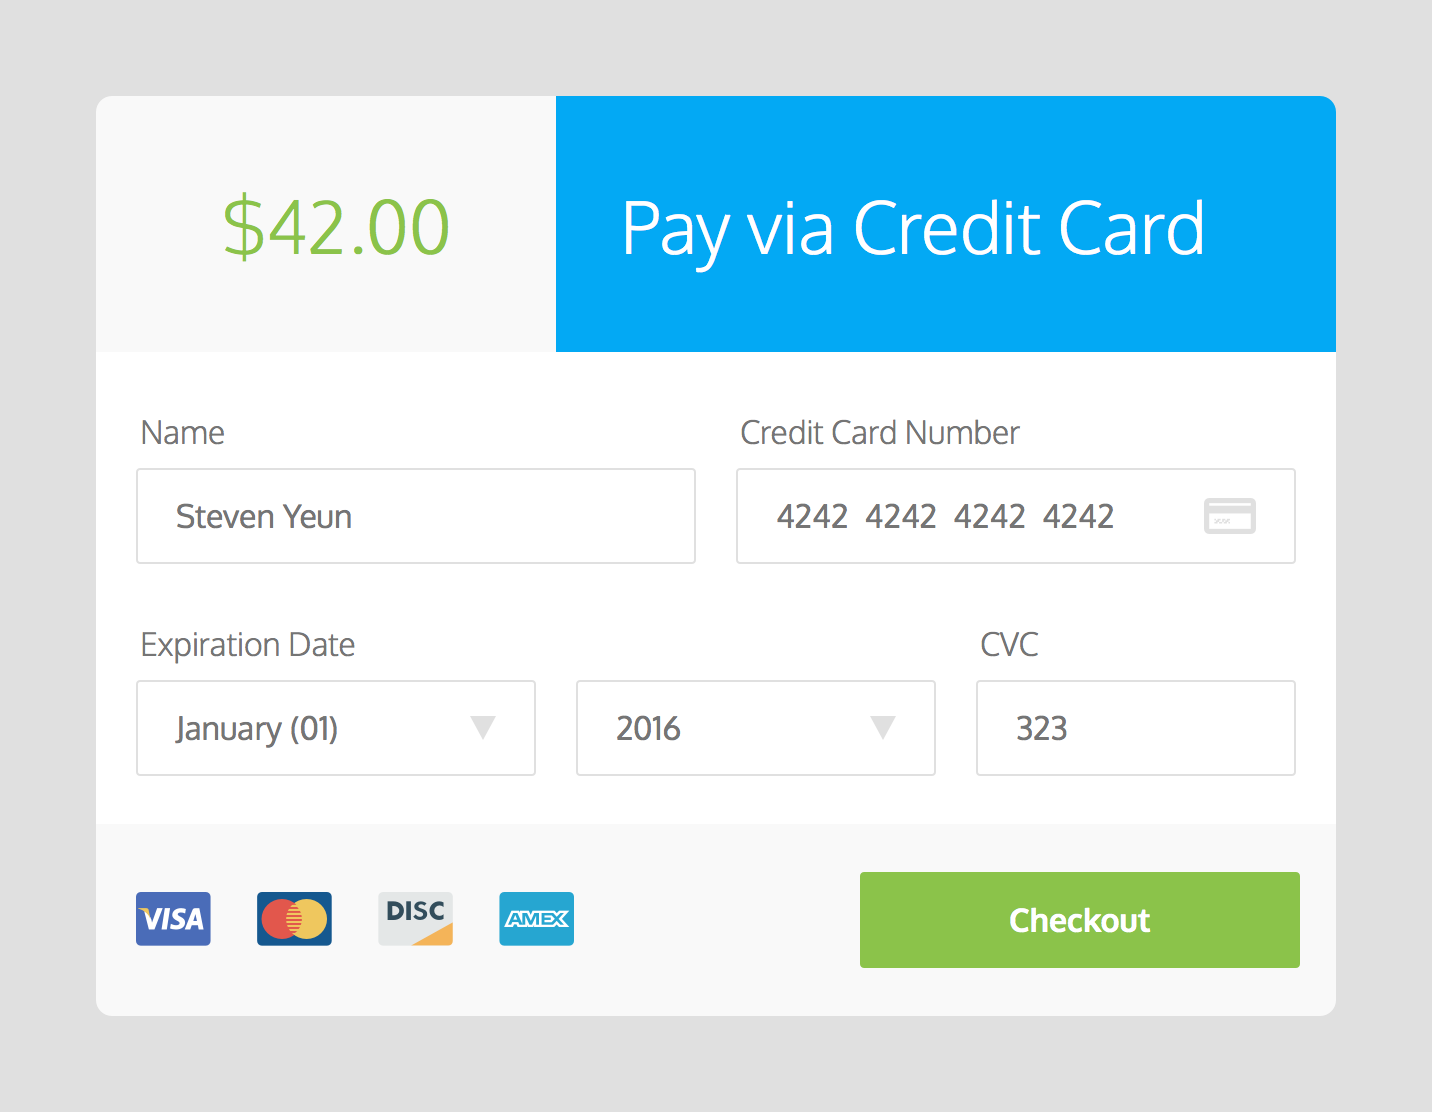 $42.00
Pay via Credit Card
Name
Credit Card Number
Steven Yeun
4242 4242 4242 4242
Expiration Date
CVC
January (01)
2016
323
VISA
DISC
AMEX
Checkout